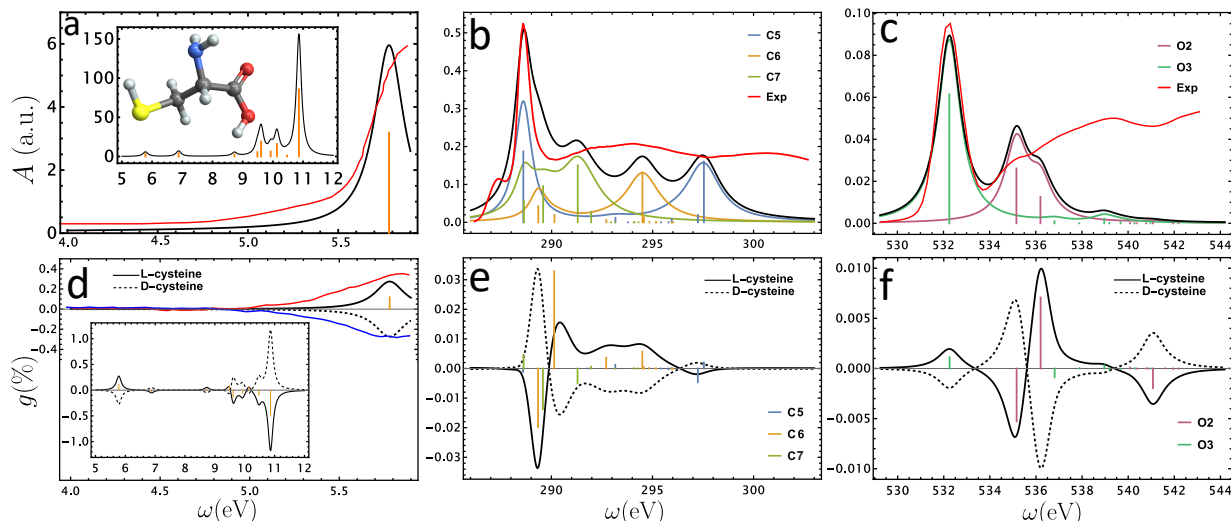 a
A (a.u.)
6
4
2
0
150
100
50
0
5 6 7 8 9 10 11 12
4.0 4.5 5.0 5.5
b
0.5
0.4
0.3
0.2
0.1
0.0
C5
C6
C7
Exp
290 295 300
c
0.10
0.08
0.06
0.04
0.02
0.00
O2
O3
Exp
530 532 534 536 538 540 542 544
d
g(%)
0.4
0.2
0.0
-0.2
-0.4
L-cysteine
D-cysteine
1.0
0.5
0.0
-0.5
-1.0
5 6 7 8 9 10 11 12
4.0 4.5 5.0 5.5
ω(eV)
e
0.03
0.02
0.01
0.00
-0.01
-0.02
-0.03
L-cysteine
D-cysteine
C5
C6
C7
290 295 300
ω(eV)
f
0.010
0.005
0.000
-0.005
-0.010
L-cysteine
D-cysteine
O2
O3
530 532 534 536 538 540 542 544
ω(eV)